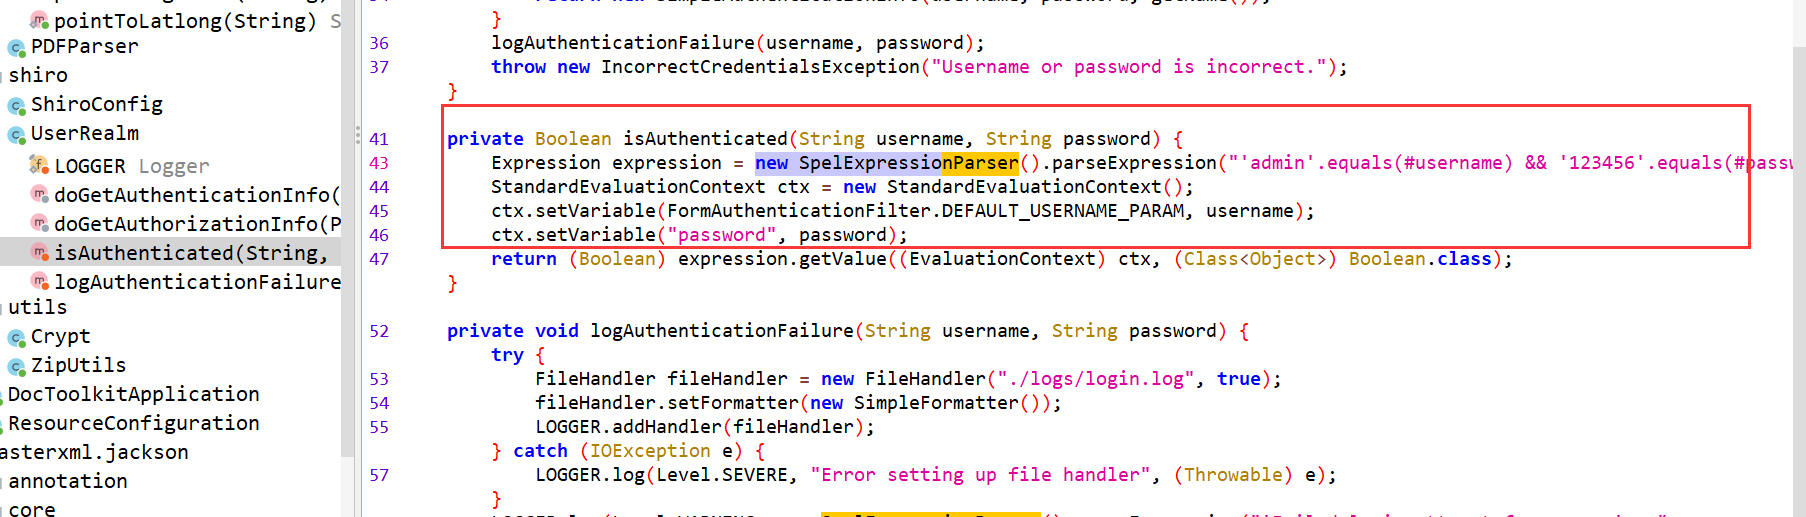 pointToLatlong(String) S
PDFParser
shiro
ShiroConfig
UserRealm
LOGGER Logger
doGetAuthenticationInfo(
doGetAuthorizationInfo(P
isAuthenticated(String,
logAuthenticationFailure
utils
Crypt
ZipUtils
DocToolkitApplication
ResourceConfiguration
asterxml.jackson
annotation
core
}
36 logAuthenticationFailure(username, password);
37 throw new IncorrectCredentialsException("Username or password is incorrect.");
}
41 private Boolean isAuthenticated(String username, String password) {
43 Expression expression = new SpelExpressionParser().parseExpression("'admin'.equals(#username) && '123456'.equals(#passw
44 StandardEvaluationContext ctx = new StandardEvaluationContext();
45 ctx.setVariable(FormAuthenticationFilter.DEFAULT_USERNAME_PARAM, username);
46 ctx.setVariable("password", password);
47 return (Boolean) expression.getValue((EvaluationContext) ctx, (Class<Object>) Boolean.class);
}
52 private void logAuthenticationFailure(String username, String password) {
try {
53 FileHandler fileHandler = new FileHandler("./logs/login.log", true);
54 fileHandler.setFormatter(new SimpleFormatter());
55 LOGGER.addHandler(fileHandler);
} catch (IOException e) {
57 LOGGER.log(Level.SEVERE, "Error setting up file handler", (Throwable) e);
}